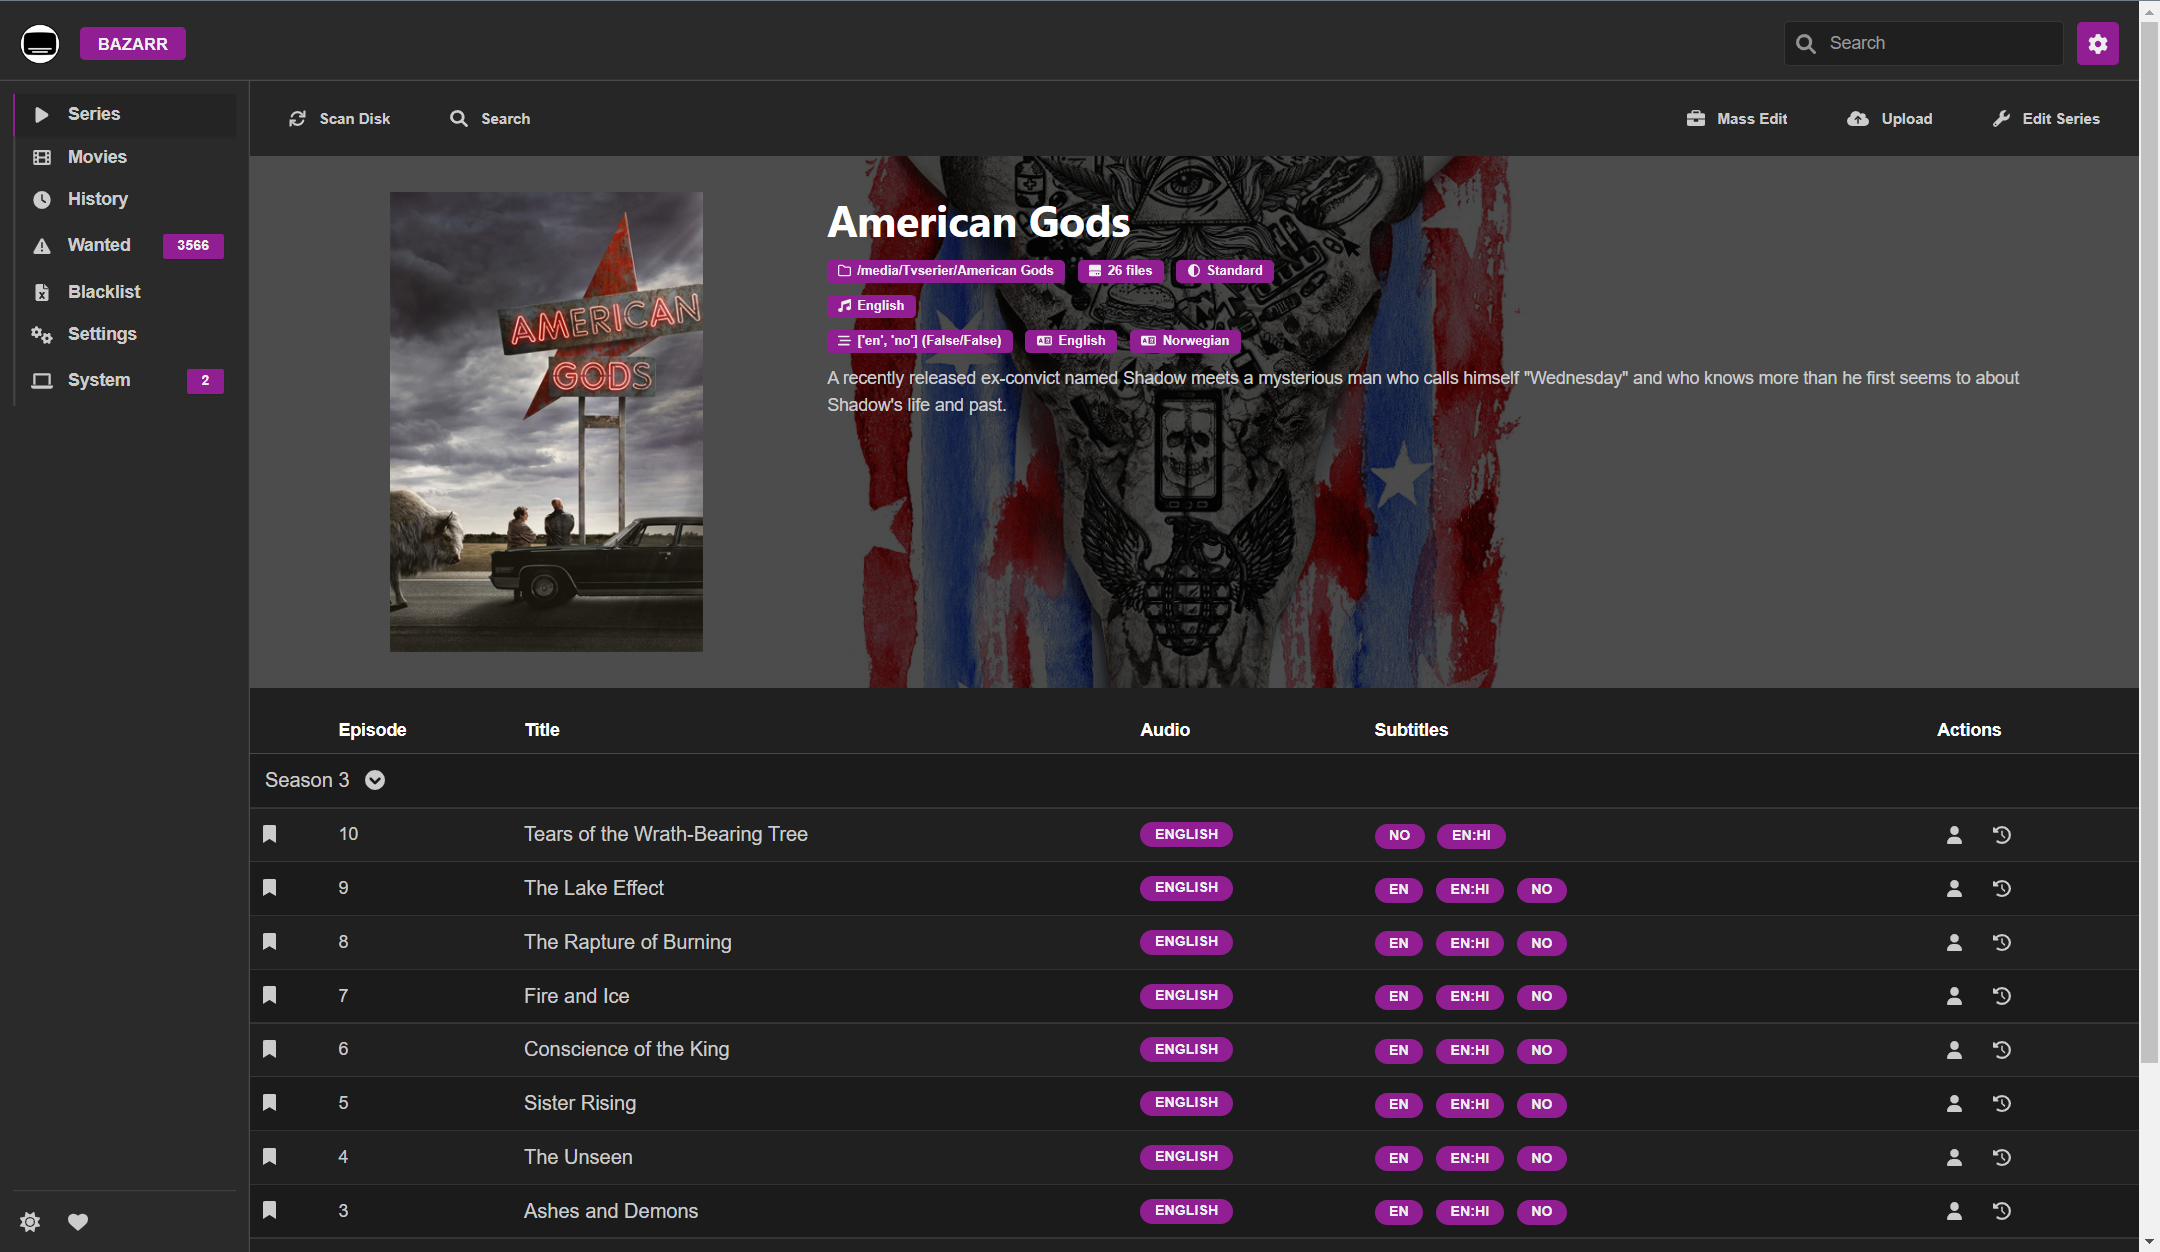 BAZARR
Search
Series
Movies
History
Wanted 3566
Blacklist
Settings
System 2
Scan Disk Search Mass Edit Upload Edit Series
AMERICAN
GODS
American Gods
/media/Tvserier/American Gods 26 files Standard
English
['en', 'no'] (False/False) English Norwegian
A recently released ex-convict named Shadow meets a mysterious man who calls himself "Wednesday" and who knows more than he first seems to about
Shadow's life and past.
Episode Title Audio Subtitles Actions
Season 3
10 Tears of the Wrath-Bearing Tree ENGLISH NO EN:HI
9 The Lake Effect ENGLISH EN EN:HI NO
8 The Rapture of Burning ENGLISH EN EN:HI NO
7 Fire and Ice ENGLISH EN EN:HI NO
6 Conscience of the King ENGLISH EN EN:HI NO
5 Sister Rising ENGLISH EN EN:HI NO
4 The Unseen ENGLISH EN EN:HI NO
3 Ashes and Demons ENGLISH EN EN:HI NO